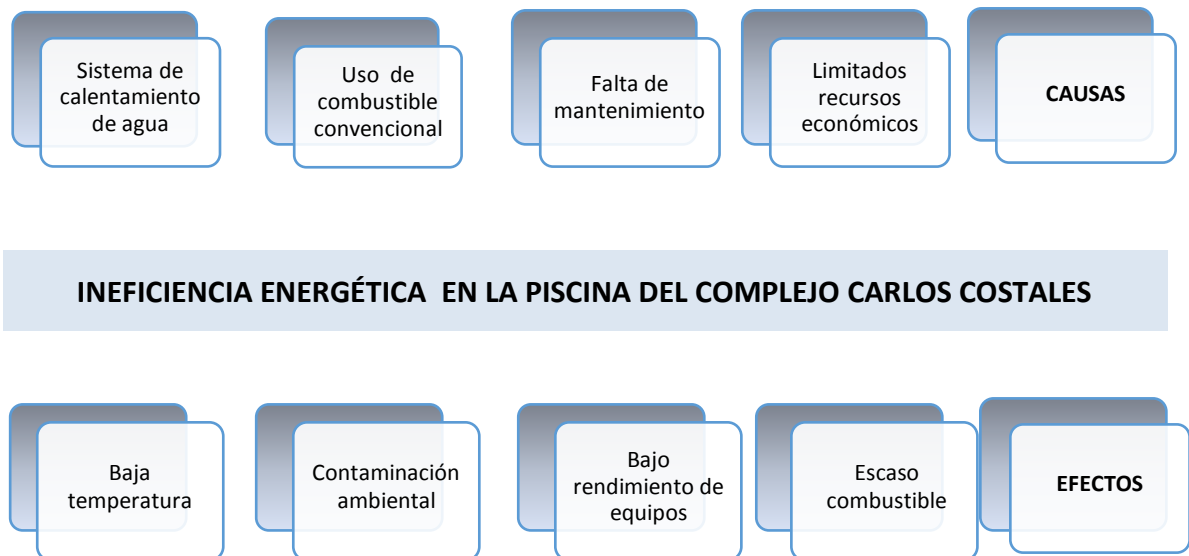 Sistema de
calentamiento
de agua
Uso de
combustible
convencional
Falta de
mantenimiento
Limitados
recursos
económicos
CAUSAS
INEFICIENCIA ENERGÉTICA EN LA PISCINA DEL COMPLEJO CARLOS COSTALES
Baja
temperatura
Contaminación
ambiental
Bajo
rendimiento de
equipos
Escaso
combustible
EFECTOS